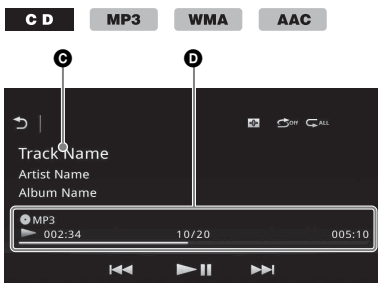 CD MP3 WMA AAC
C D
OFF ALL
Track Name
Artist Name
Album Name
MP3
002:34 10/20 005:10